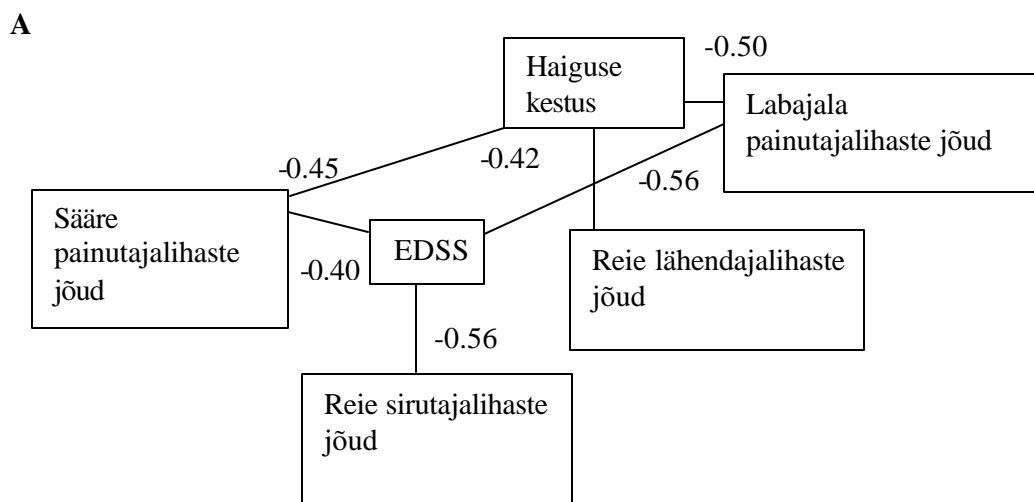 A
-0.50
Haiguse
kestus
Labajala
painutajalihaste jõud
-0.42
-0.45
-0.56
Sääre
painutajalihaste
jõud
EDSS
-0.40
Reie lähendajalihaste
jõud
-0.56
Reie sirutajalihaste
jõud